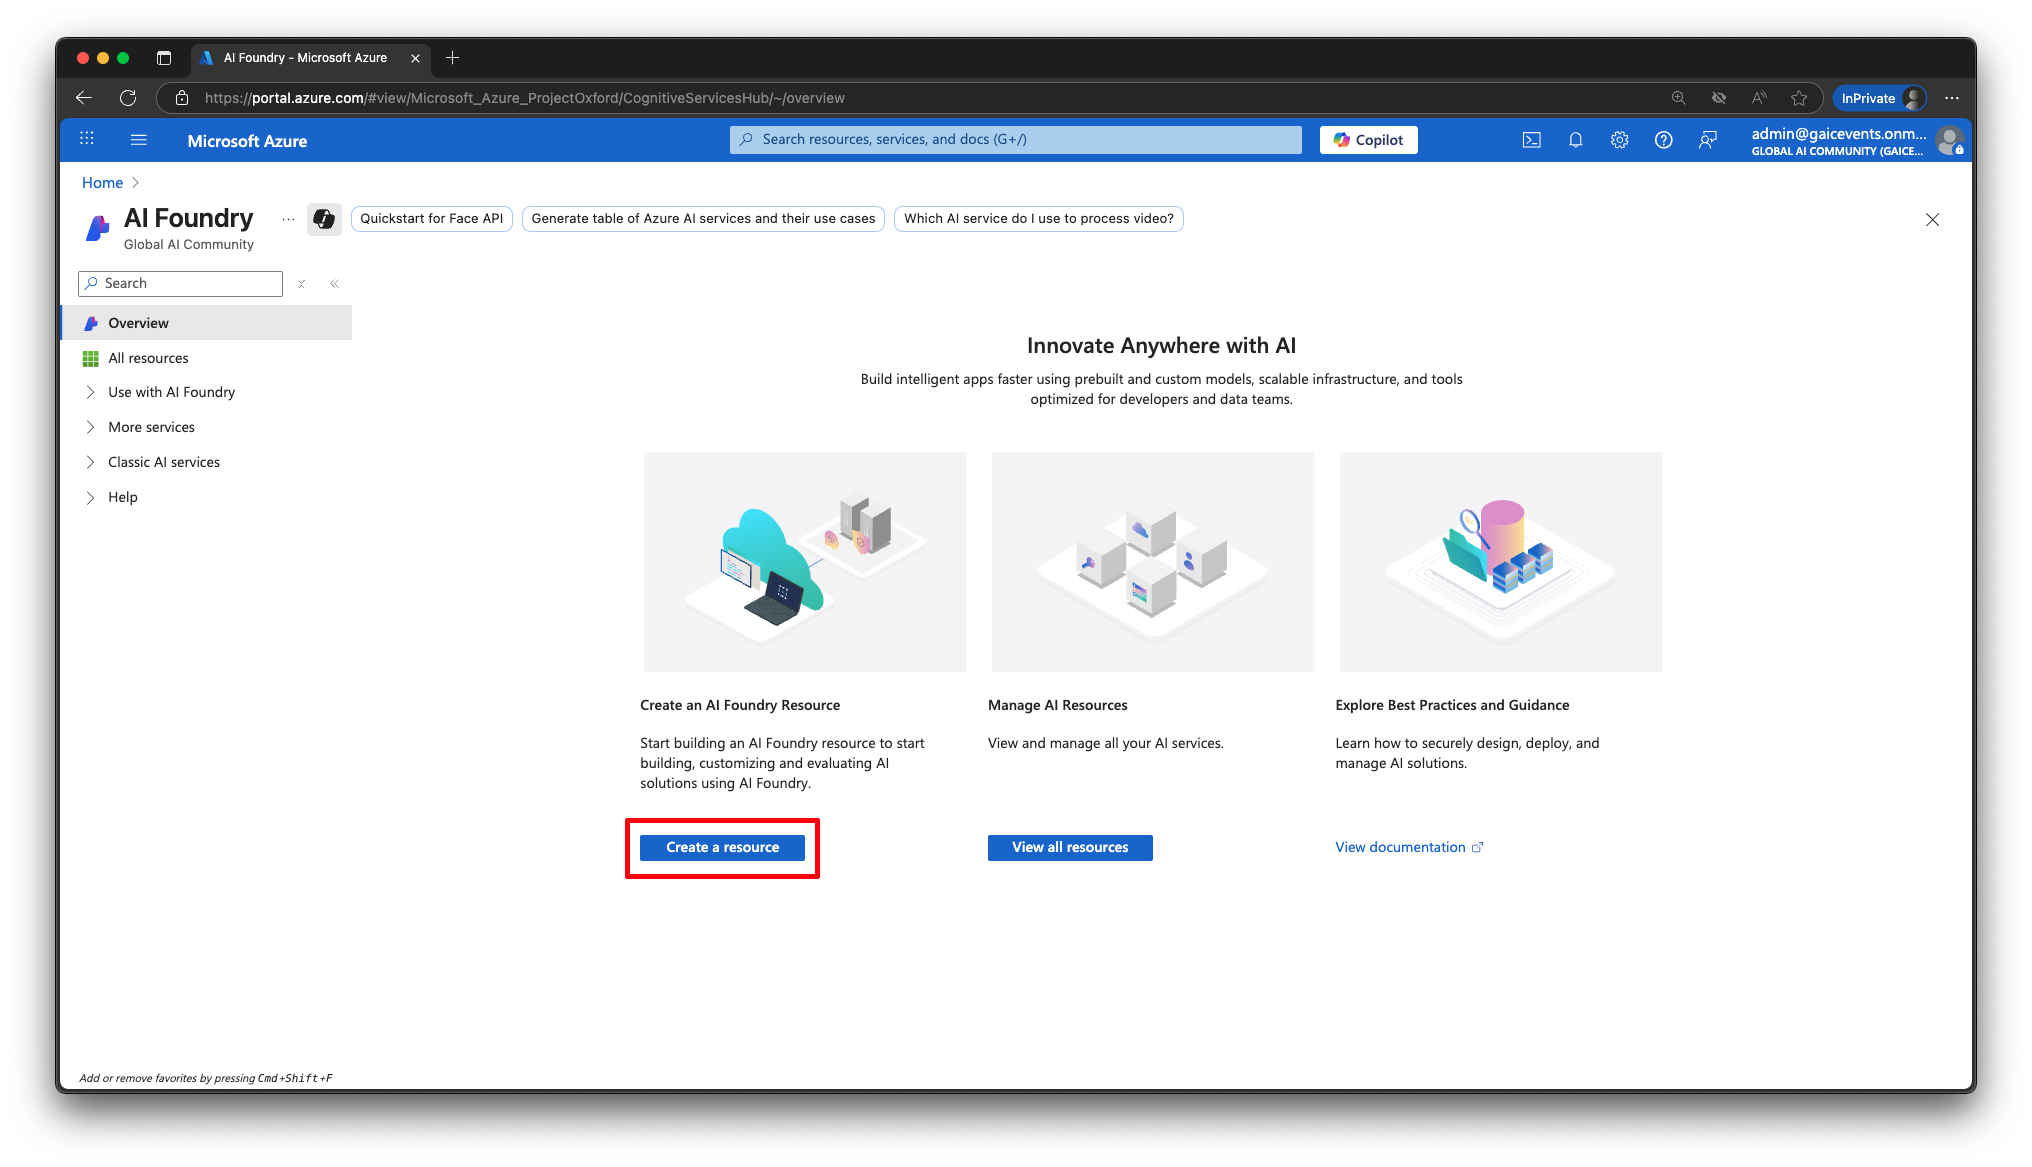 AI Foundry - Microsoft Azure
https://portal.azure.com/#view/Microsoft_Azure_ProjectOxford/CognitiveServicesHub/~/overview
InPrivate
Microsoft Azure
Search resources, services, and docs (G+/)
Copilot
admin@gaicevents.onm...
GLOBAL AI COMMUNITY (GAICE...
Home
AI Foundry
Global AI Community
Quickstart for Face API
Generate table of Azure AI services and their use cases
Which AI service do I use to process video?
Search
Overview
All resources
Use with AI Foundry
More services
Classic AI services
Help
Innovate Anywhere with AI
Build intelligent apps faster using prebuilt and custom models, scalable infrastructure, and tools
optimized for developers and data teams.
Create an AI Foundry Resource
Start building an AI Foundry resource to start
building, customizing and evaluating AI
solutions using AI Foundry.
Create a resource
Manage AI Resources
View and manage all your AI services.
View all resources
Explore Best Practices and Guidance
Learn how to securely design, deploy, and
manage AI solutions.
View documentation
Add or remove favorites by pressing Cmd+Shift+F